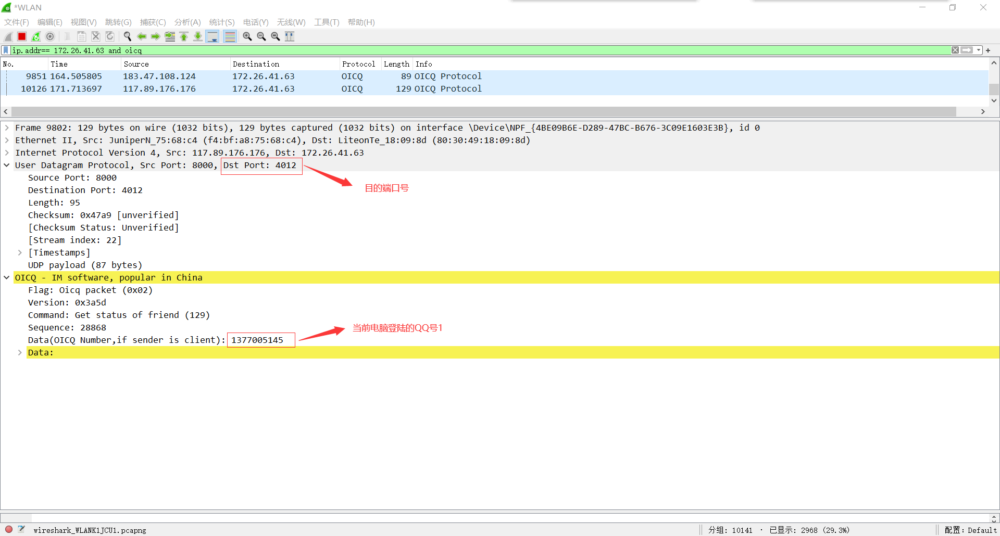 *WLAN
文件(F) 编辑(E) 视图(V) 跳转(G) 捕获(C) 分析(A) 统计(S) 电话(Y) 无线(W) 工具(T) 帮助(H)
ip.addr== 172.26.41.63 and oicq
No. Time Source Destination Protocol Length Info
9851 164.505805 183.47.108.124 172.26.41.63 OICQ 89 OICQ Protocol
10126 171.713697 117.89.176.176 172.26.41.63 OICQ 129 OICQ Protocol
Frame 9802: 129 bytes on wire (1032 bits), 129 bytes captured (1032 bits) on interface \Device\NPF_{4BE09B6E-D289-47BC-B676-3C09E1603E3B}, id 0
Ethernet II, Src: JuniperN_75:68:c4 (f4:bf:a8:75:68:c4), Dst: LiteonTe_18:09:8d (80:30:49:18:09:8d)
Internet Protocol Version 4, Src: 117.89.176.176, Dst: 172.26.41.63
User Datagram Protocol, Src Port: 8000, Dst Port: 4012
Source Port: 8000
目的端口号
Destination Port: 4012
Length: 95
Checksum: 0x47a9 [unverified]
[Checksum Status: Unverified]
[Stream index: 22]
[Timestamps]
UDP payload (87 bytes)
OICQ - IM software, popular in China
Flag: Oicq packet (0x02)
Version: 0x3a5d
Command: Get status of friend (129)
Sequence: 28868
当前电脑登陆的QQ号1
Data(OICQ Number,if sender is client): 1377005145
Data:
wireshark_WLANK1JCU1.pcapng 分组: 10141 · 已显示: 2968 (29.3%) 配置: Default